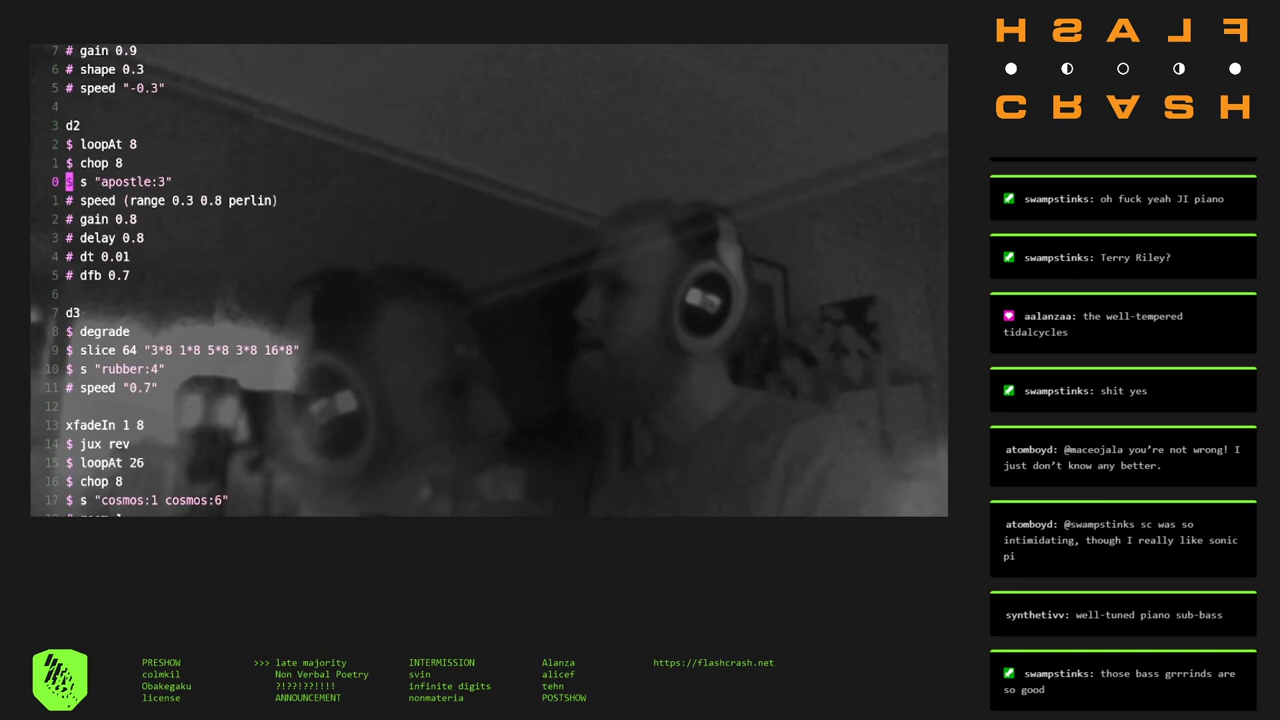 7 # gain 0.9
6 # shape 0.3
5 # speed "-0.3"
4
3 d2
2 $ loopAt 8
1 $ chop 8
0 $ s "apostle:3"
1 # speed (range 0.3 0.8 perlin)
2 # gain 0.8
3 # delay 0.8
4 # dt 0.01
5 # dfb 0.7
6
7 d3
8 $ degrade
9 $ slice 64 "3*8 1*8 5*8 3*8 16*8"
10 $ s "rubber:4"
11 # speed "0.7"
12
13 xfadeIn 1 8
14 $ jux rev
15 $ loopAt 26
16 $ chop 8
17 $ s "cosmos:1 cosmos:6"
FLASH
CRASH
swampstinks: oh fuck yeah JI piano
swampstinks: Terry Riley?
aalanzaa: the well-tempered
tidalcycles
swampstinks: shit yes
atomboyd: @maceojala you’re not wrong! I
just don’t know any better.
atomboyd: @swampstinks sc was so
intimidating, though I really like sonic
pi
synthetivv: well-tuned piano sub-bass
swampstinks: those bass grrrinds are
so good
PRESHOW
colmkil
Obakegaku
license
>>> late majority
Non Verbal Poetry
?!??!??!!!!
ANNOUNCEMENT
INTERMISSION
svin
infinite digits
nonmateria
Alanza
alicef
tehn
POSTSHOW
https://flashcrash.net